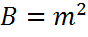 B = m²